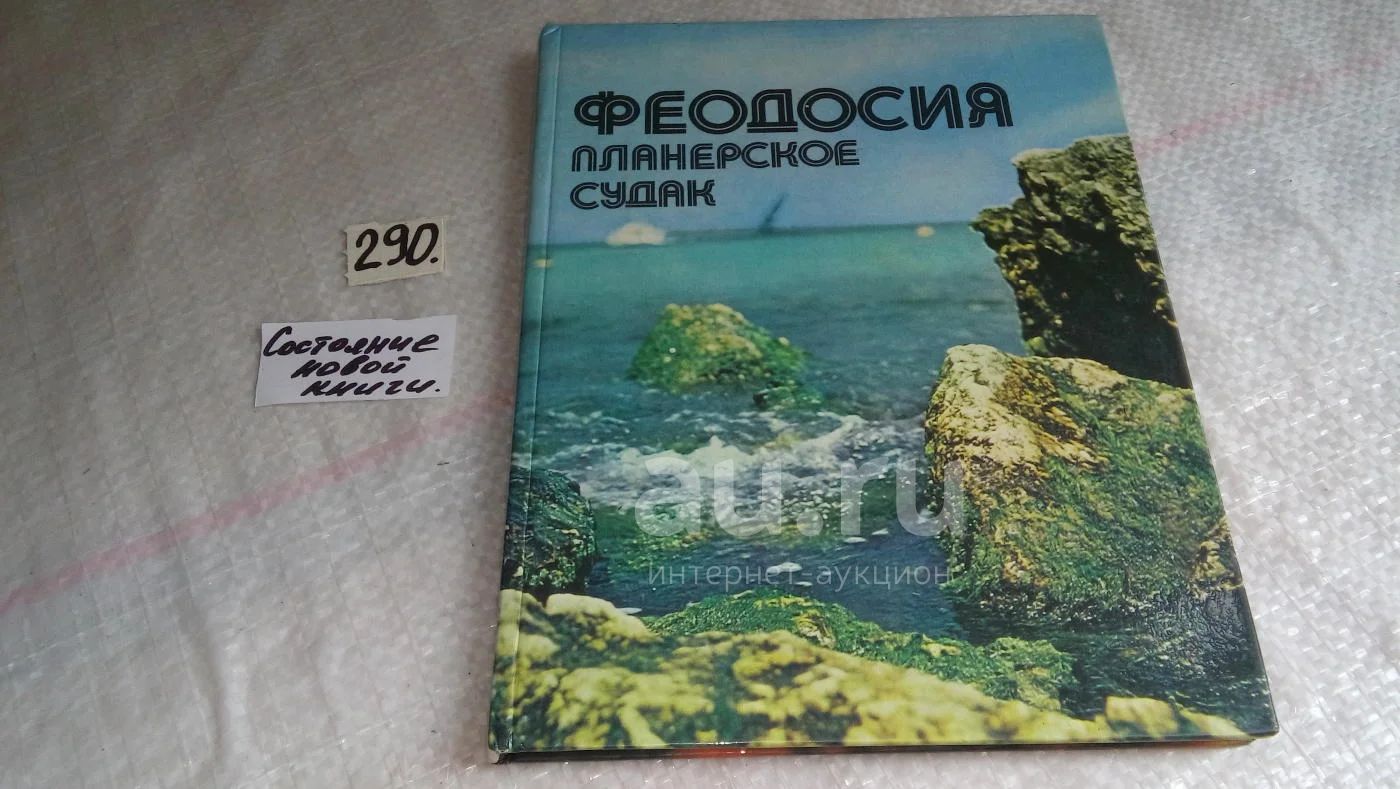 ФЕОДОСИЯ
ПЛАНЕРСКОЕ
СУДАК
290.
Состояние
новой
книги.
au.ru
интернет-аукцион